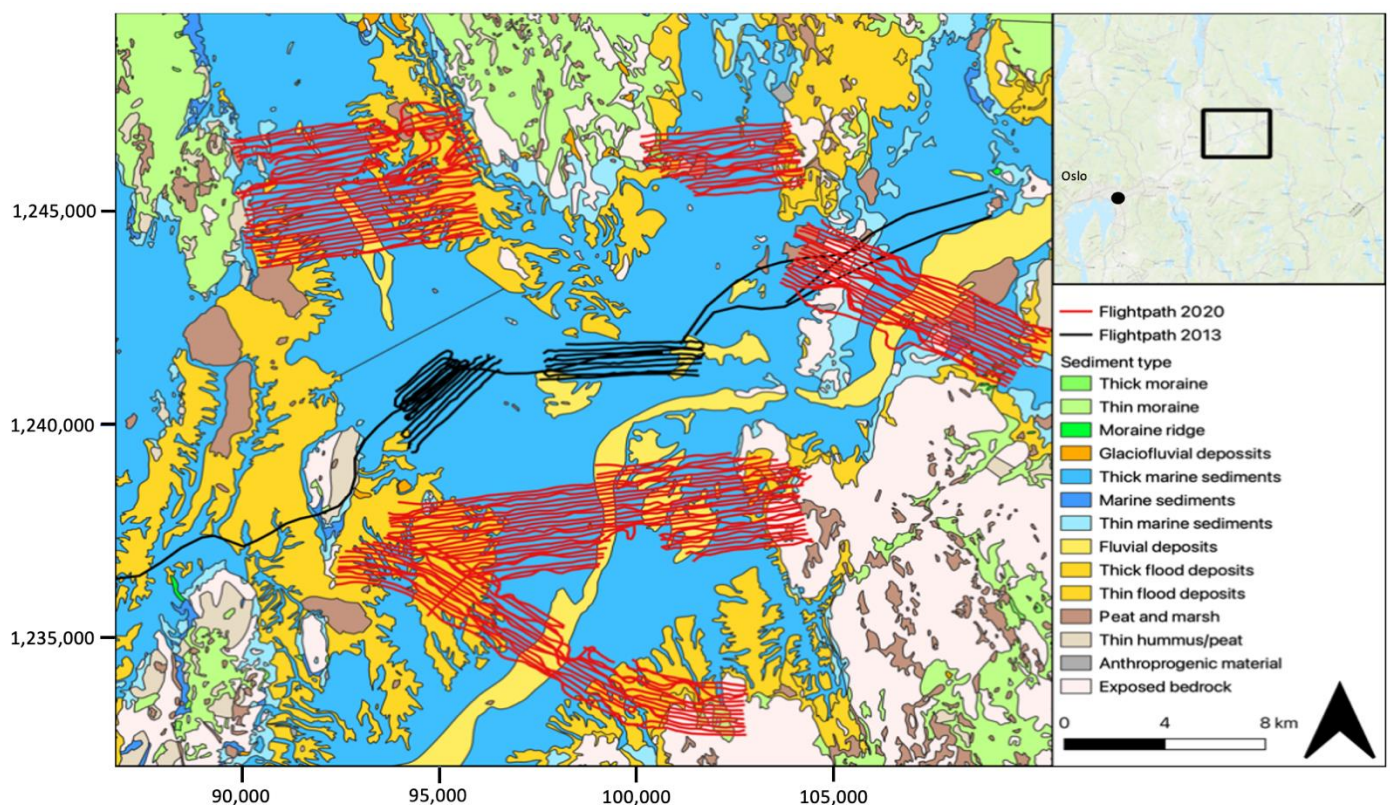 Oslo
1,245,000
1,240,000
1,235,000
90,000
95,000
100,000
105,000
Flightpath 2020
Flightpath 2013
Sediment type
Thick moraine
Thin moraine
Moraine ridge
Glaciofluvial depossits
Thick marine sediments
Marine sediments
Thin marine sediments
Fluvial deposits
Thick flood deposits
Thin flood deposits
Peat and marsh
Thin hummus/peat
Anthroprogenic material
Exposed bedrock
0 4 8 km